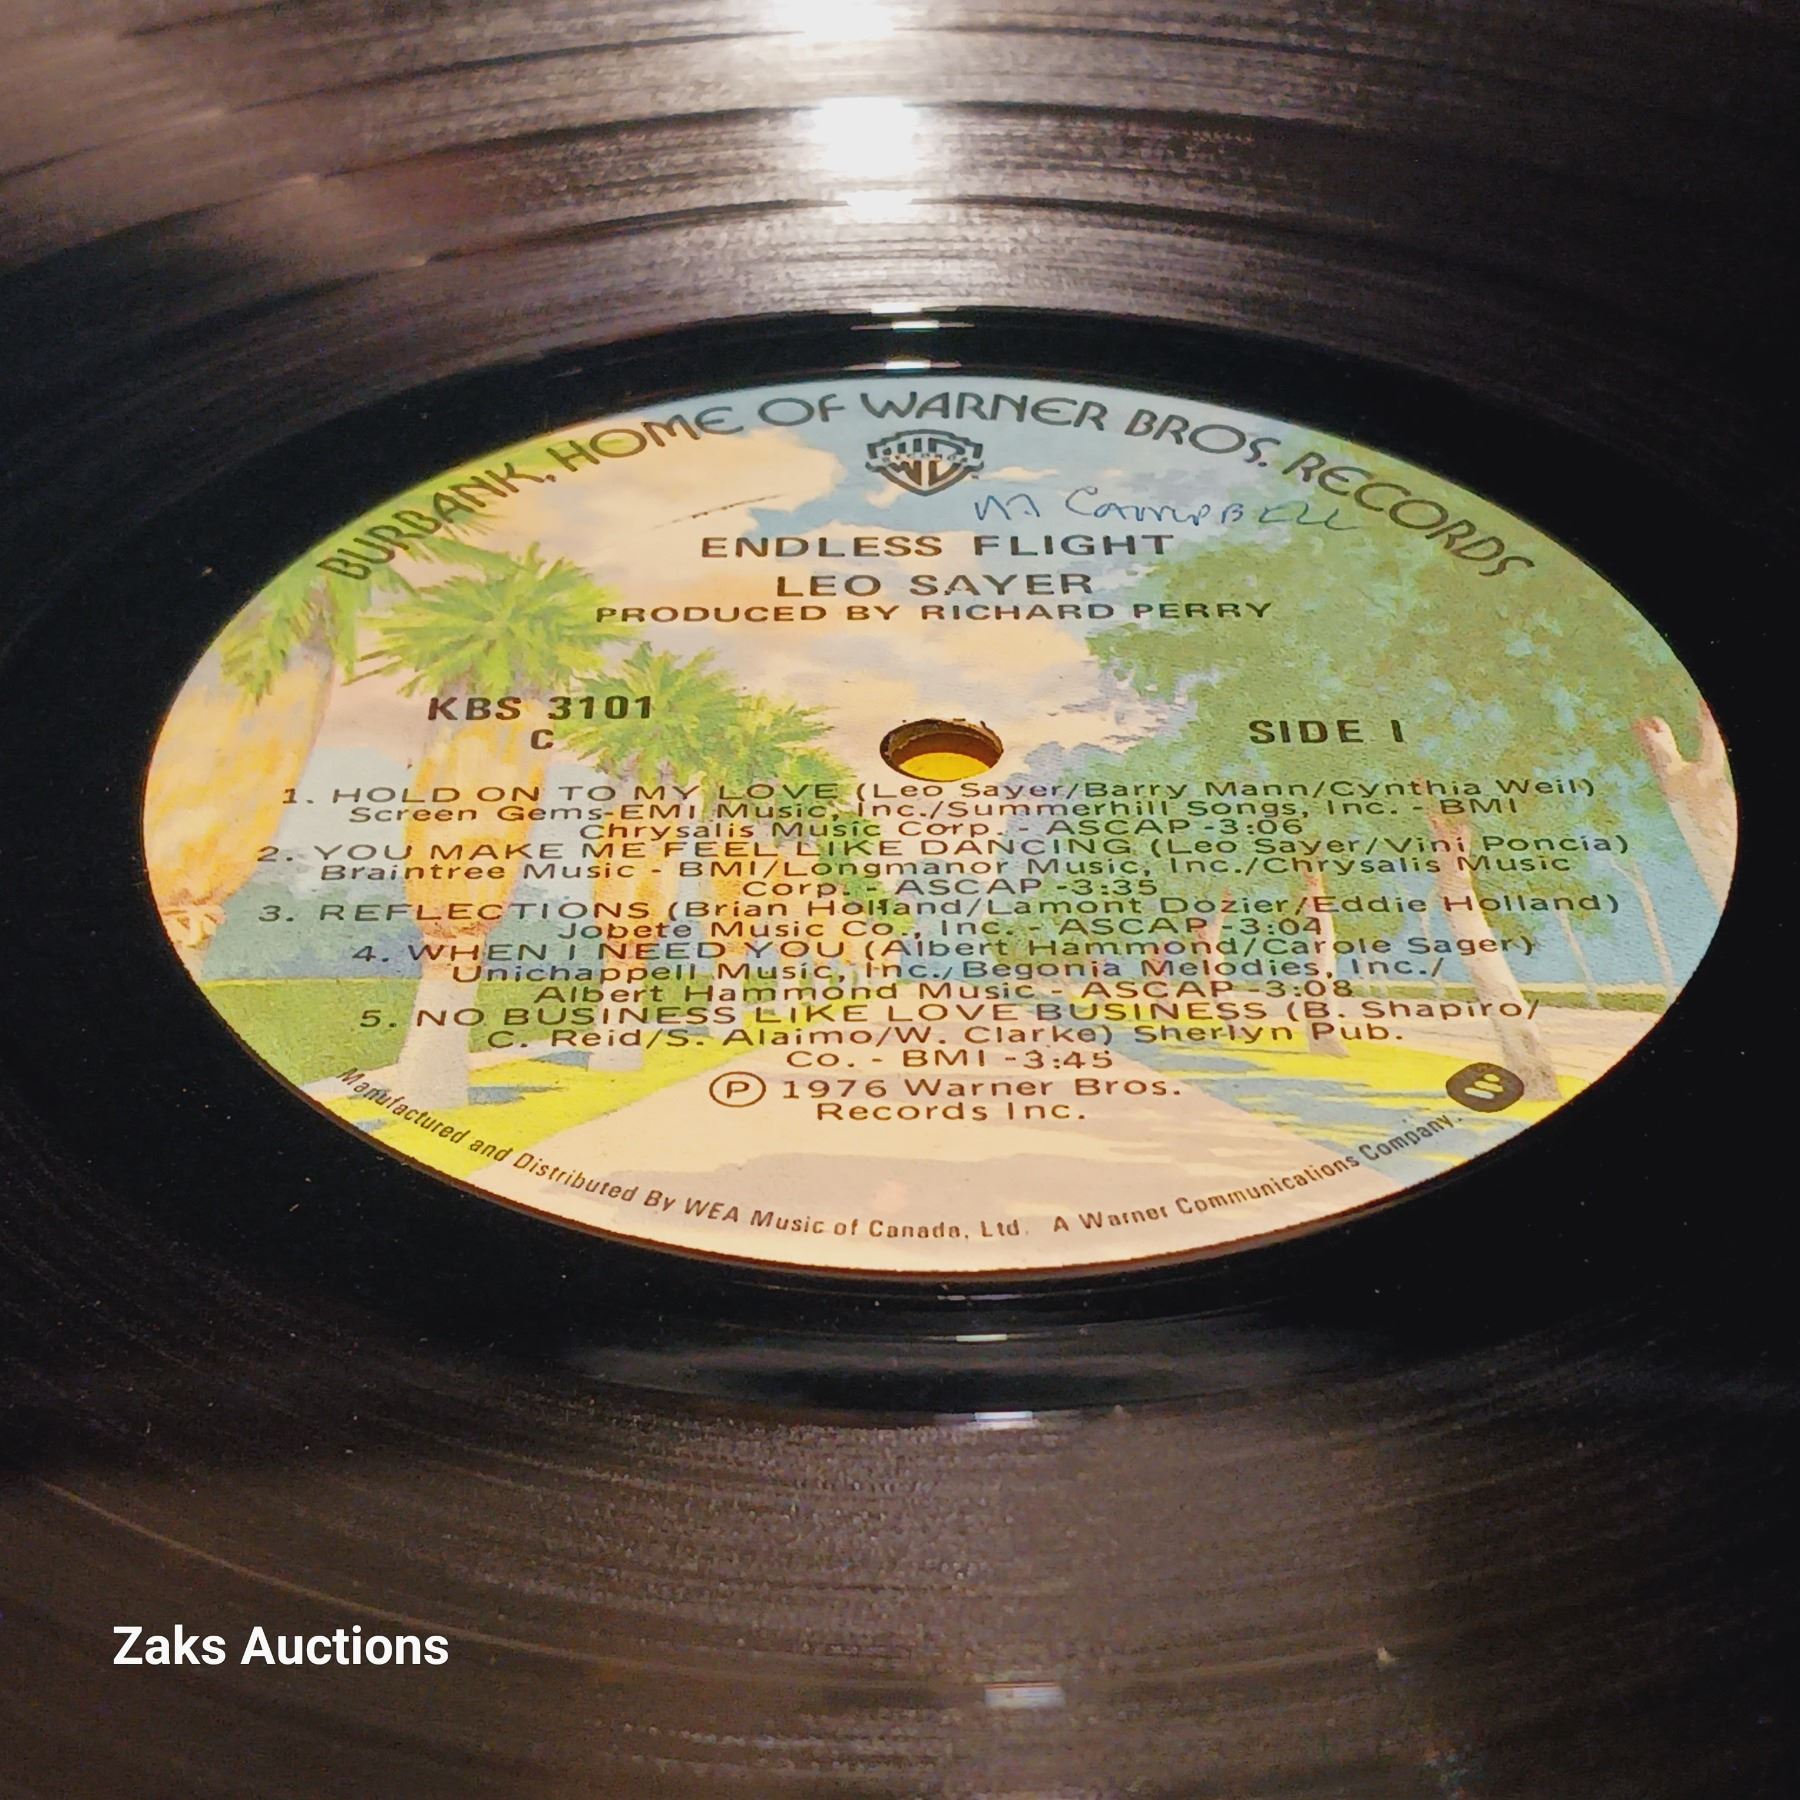 BURBANK, HOME OF WARNER BROS. RECORDS
WB
RECORDS
M CAMPBELL
ENDLESS FLIGHT
LEO SAYER
PRODUCED BY RICHARD PERRY
KBS 3101
C
SIDE 1
1. HOLD ON TO MY LOVE (Leo Sayer/Barry Mann/Cynthia Weil)
Screen Gems-EMI Music, Inc./Summerhill Songs, Inc. - BMI
Chrysalis Music Corp. - ASCAP -3:06
2. YOU MAKE ME FEEL LIKE DANCING (Leo Sayer/Vini Poncia)
Braintree Music - BMI/Longmanor Music, Inc./Chrysalis Music
Corp. - ASCAP -3:35
3. REFLECTIONS (Brian Holland/Lamont Dozier/Eddie Holland)
Jobete Music Co., Inc. - ASCAP -3:04
4. WHEN I NEED YOU (Albert Hammond/Carole Sager)
Unichappell Music, Inc./Begonia Melodies, Inc./
Albert Hammond Music - ASCAP -3:08
5. NO BUSINESS LIKE LOVE BUSINESS (B. Shapiro/
C. Reid/S. Alaimo/W. Clarke) Sherlyn Pub.
Co. - BMI -3:45
Ⓟ 1976 Warner Bros.
Records Inc.
Manufactured and Distributed By WEA Music of Canada, Ltd. A Warner Communications Company.
Zaks Auctions